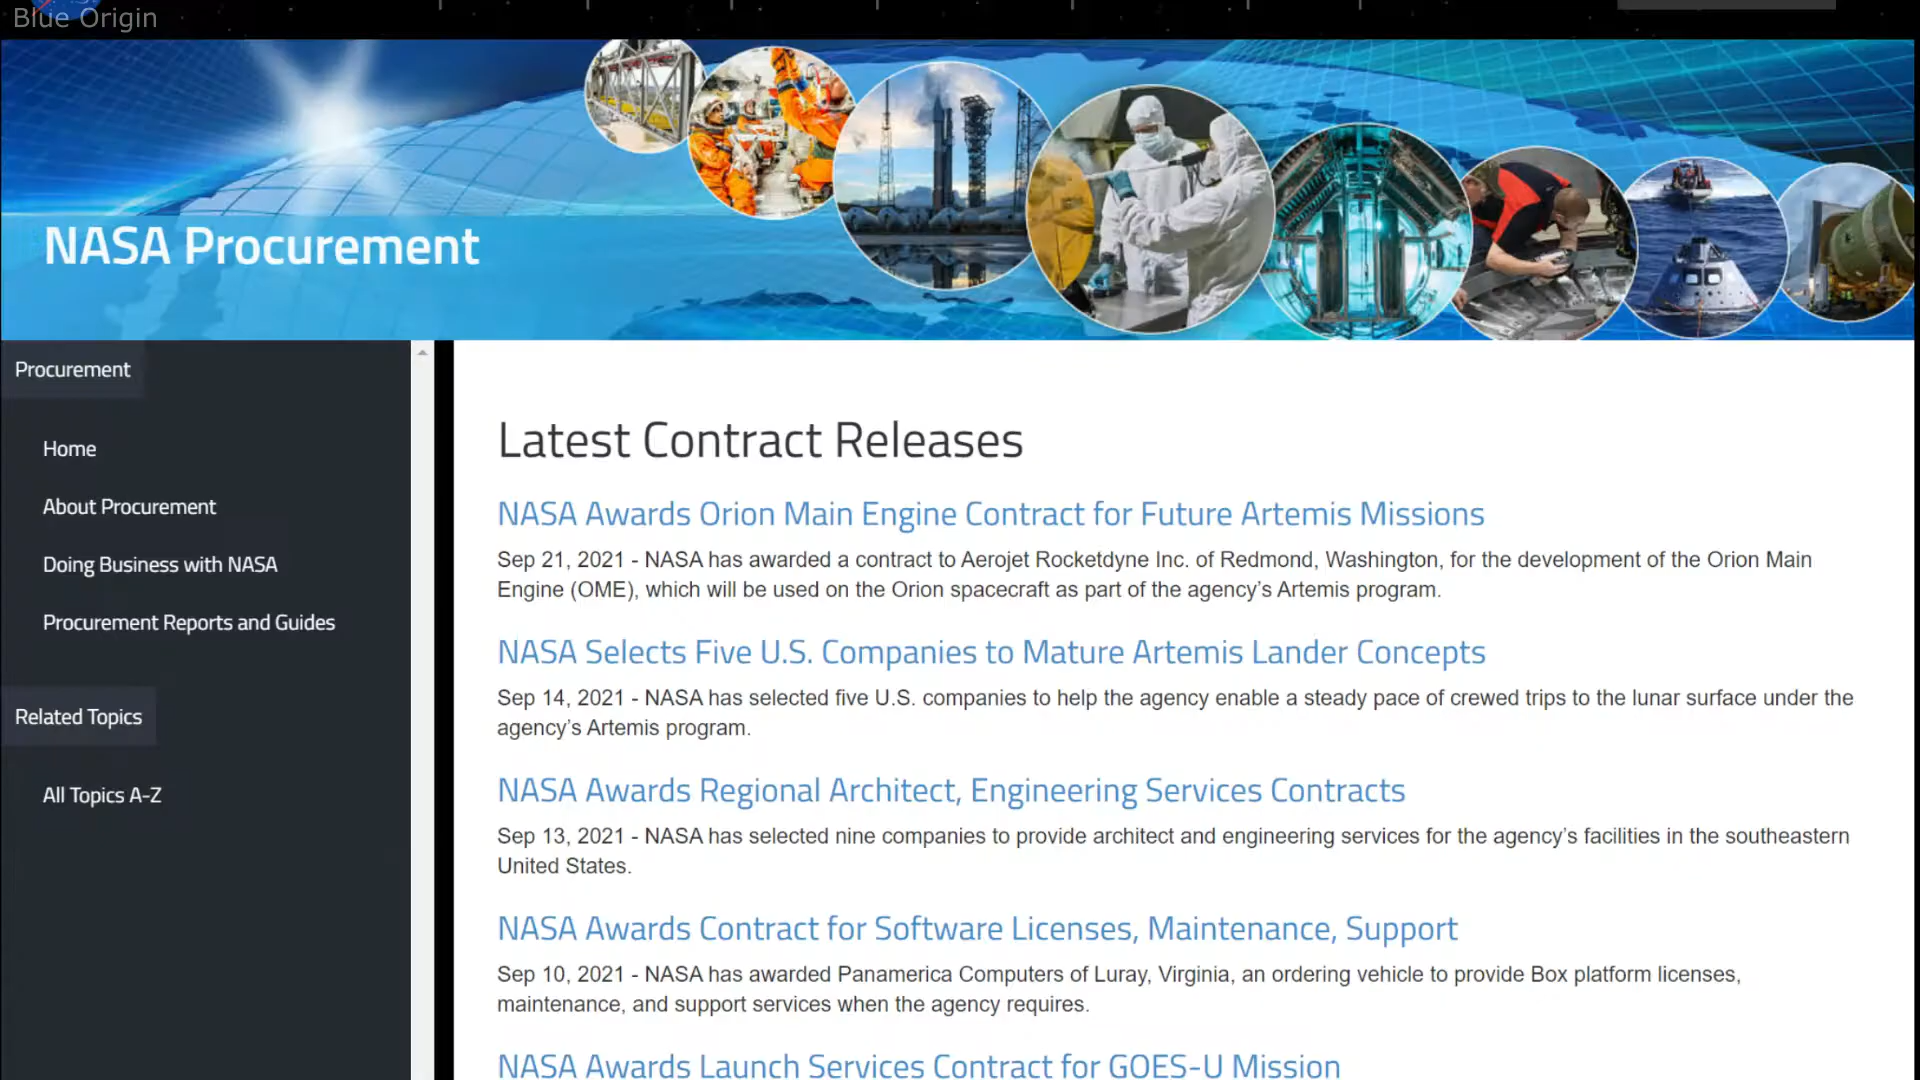 Blue Origin
NASA Procurement
Procurement
Home
About Procurement
Doing Business with NASA
Procurement Reports and Guides
Related Topics
All Topics A-Z
Latest Contract Releases
NASA Awards Orion Main Engine Contract for Future Artemis Missions
Sep 21, 2021 - NASA has awarded a contract to Aerojet Rocketdyne Inc. of Redmond, Washington, for the development of the Orion Main
Engine (OME), which will be used on the Orion spacecraft as part of the agency’s Artemis program.
NASA Selects Five U.S. Companies to Mature Artemis Lander Concepts
Sep 14, 2021 - NASA has selected five U.S. companies to help the agency enable a steady pace of crewed trips to the lunar surface under the
agency’s Artemis program.
NASA Awards Regional Architect, Engineering Services Contracts
Sep 13, 2021 - NASA has selected nine companies to provide architect and engineering services for the agency’s facilities in the southeastern
United States.
NASA Awards Contract for Software Licenses, Maintenance, Support
Sep 10, 2021 - NASA has awarded Panamerica Computers of Luray, Virginia, an ordering vehicle to provide Box platform licenses,
maintenance, and support services when the agency requires.
NASA Awards Launch Services Contract for GOES-U Mission